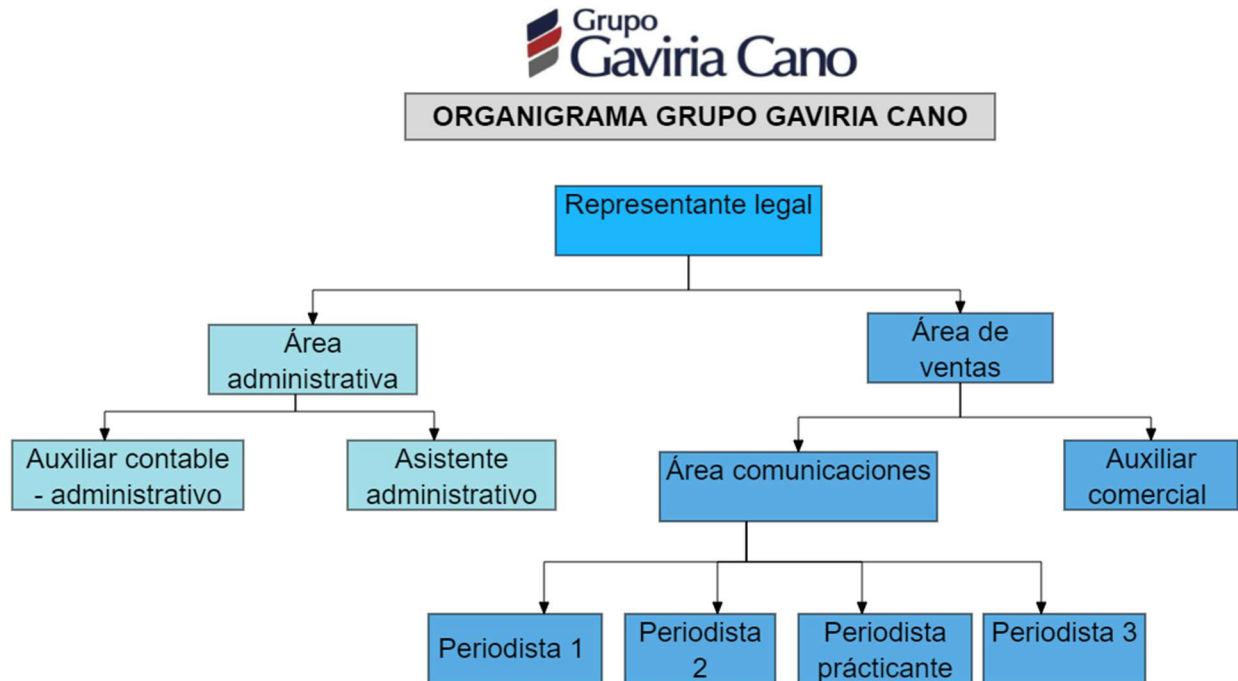 Grupo
Gaviria Cano
ORGANIGRAMA GRUPO GAVIRIA CANO
Representante legal
Área
administrativa
Área de
ventas
Auxiliar contable
- administrativo
Asistente
administrativo
Área comunicaciones
Auxiliar
comercial
Periodista 1
Periodista
2
Periodista
prácticante
Periodista 3